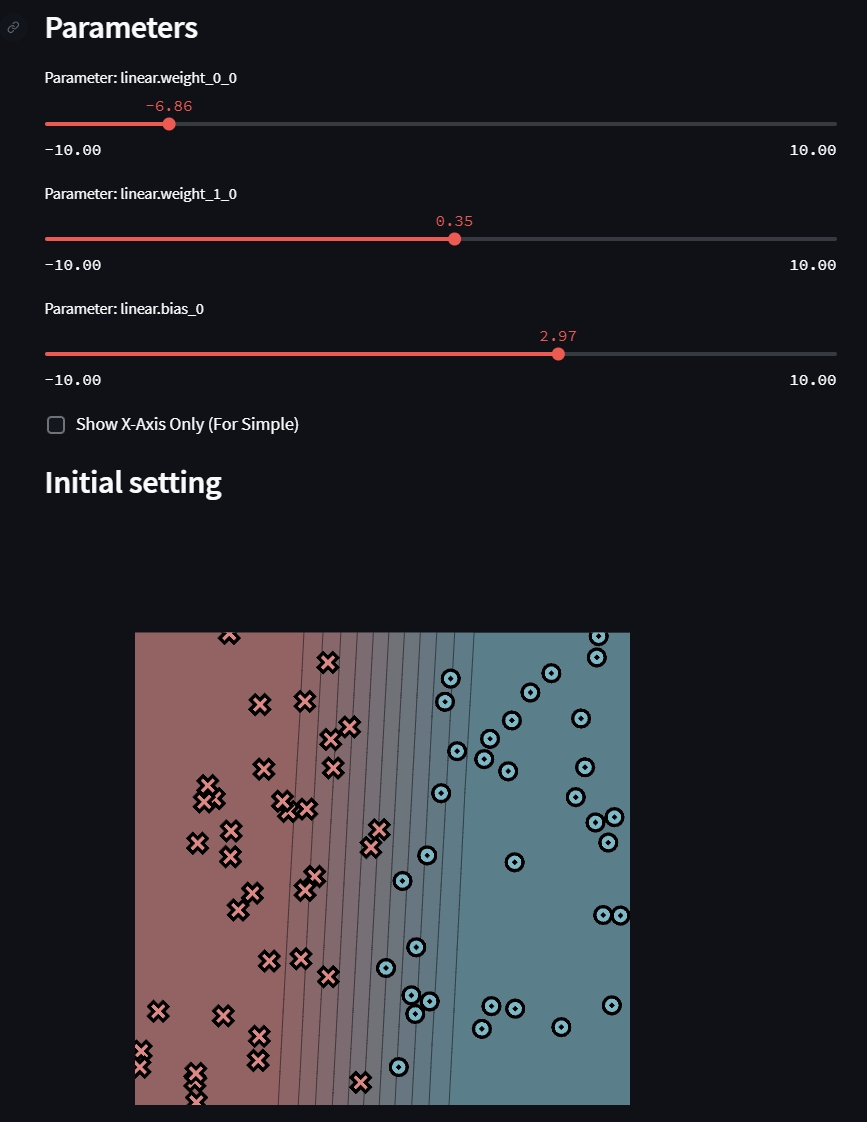 Parameters
Parameter: linear.weight_0_0
-6.86
-10.00 10.00
Parameter: linear.weight_1_0
0.35
-10.00 10.00
Parameter: linear.bias_0
2.97
-10.00 10.00
Show X-Axis Only (For Simple)
Initial setting